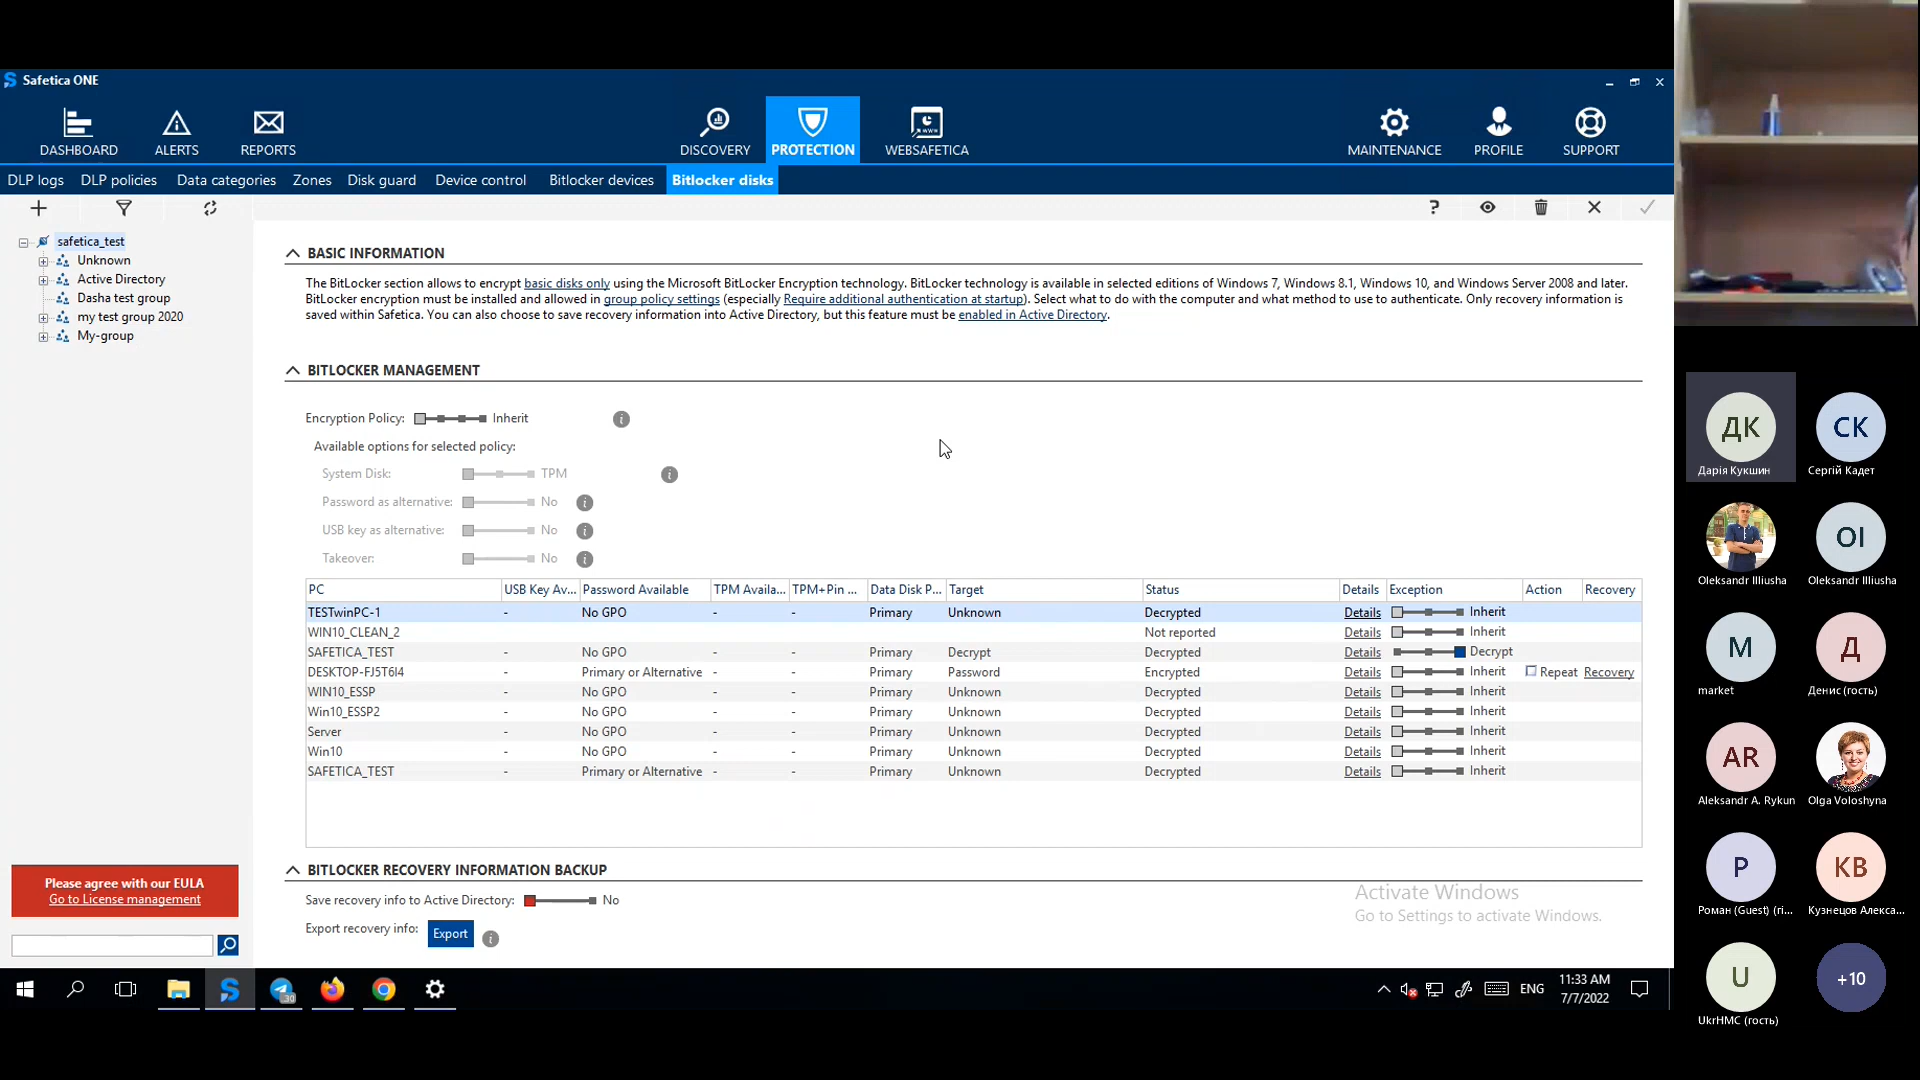 Safetica ONE
DASHBOARD
ALERTS
REPORTS
DISCOVERY
PROTECTION
WEBSAFETICA
MAINTENANCE
PROFILE
SUPPORT
DLP logs
DLP policies
Data categories
Zones
Disk guard
Device control
Bitlocker devices
Bitlocker disks
safetica_test
Unknown
Active Directory
Dasha test group
my test group 2020
My-group
Please agree with our EULA
Go to License management
BASIC INFORMATION
The BitLocker section allows to encrypt basic disks only using the Microsoft BitLocker Encryption technology. BitLocker technology is available in selected editions of Windows 7, Windows 8.1, Windows 10, and Windows Server 2008 and later.
BitLocker encryption must be installed and allowed in group policy settings (especially Require additional authentication at startup). Select what to do with the computer and what method to use to authenticate. Only recovery information is
saved within Safetica. You can also choose to save recovery information into Active Directory, but this feature must be enabled in Active Directory.
BITLOCKER MANAGEMENT
Encryption Policy: Inherit
Available options for selected policy:
System Disk: TPM
Password as alternative: No
USB key as alternative: No
Takeover: No
PC USB Key Av... Password Available TPM Availa... TPM+Pin ... Data Disk P... Target Status Details Exception Action Recovery
TESTwinPC-1 - No GPO - - Primary Unknown Decrypted Details Inherit
WIN10_CLEAN_2 Not reported Details Inherit
SAFETICA_TEST - No GPO - - Primary Decrypt Decrypted Details Decrypt
DESKTOP-FJ5T6I4 - Primary or Alternative - - Primary Password Encrypted Details Inherit Repeat Recovery
WIN10_ESSP - No GPO - - Primary Unknown Decrypted Details Inherit
Win10_ESSP2 - No GPO - - Primary Unknown Decrypted Details Inherit
Server - No GPO - - Primary Unknown Decrypted Details Inherit
Win10 - No GPO - - Primary Unknown Decrypted Details Inherit
SAFETICA_TEST - Primary or Alternative - - Primary Unknown Decrypted Details Inherit
BITLOCKER RECOVERY INFORMATION BACKUP
Save recovery info to Active Directory: No
Export recovery info: Export
Activate Windows
Go to Settings to activate Windows.
30
ENG
11:33 AM
7/7/2022
ДК
Дарія Кукшин
СК
Сергій Кадет
Oleksandr Illiusha
OI
Oleksandr Illiusha
M
market
Д
Денис (гость)
AR
Aleksandr A. Rykun
Olga Voloshyna
Р
Роман (Guest) (гі...
КВ
Кузнецов Алекса...
U
UkrHMC (гость)
+10